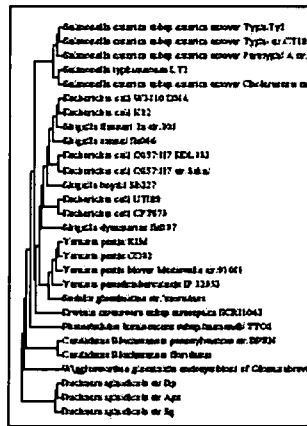 Salmonella enterica subsp enterica serovar Typhi Ty2
Salmonella enterica subsp enterica serovar Typhi str CT18
Salmonella enterica subsp enterica serovar Paratypi A
Salmonella typhimurium LT2
Salmonella enterica subsp enterica serovar Choleraesuis
Escherichia coli W3110 DNA
Escherichia coli K12
Shigella flexneri 2a str.301
Shigella sonnei Ss046
Escherichia coli O157:H7 EDL933
Escherichia coli O157:H7 str Sakai
Shigella boydii Sb227
Escherichia coli UTI89
Escherichia coli CFT073
Shigella dysenteriae Sd197
Yersinia pestis KIM
Yersinia pestis CO92
Yersinia pestis biovar str.91001
Yersinia pseudotuberculosis IP 32953
Sodalis glossinidius str.'morsitans'
Erwinia carotovora subsp atroseptica SCRI1043
Photorhabdus luminescens subsp laumondii TTO1
Candidatus Blochmannia pennsylvanicus str.BPEN
Candidatus Blochmannia floridanus
Wigglesworthia glossinidia endosymbiont of Glossina
Buchnera aphidicola str Bp
Buchnera aphidicola str Aps
Buchnera aphidicola str Sg